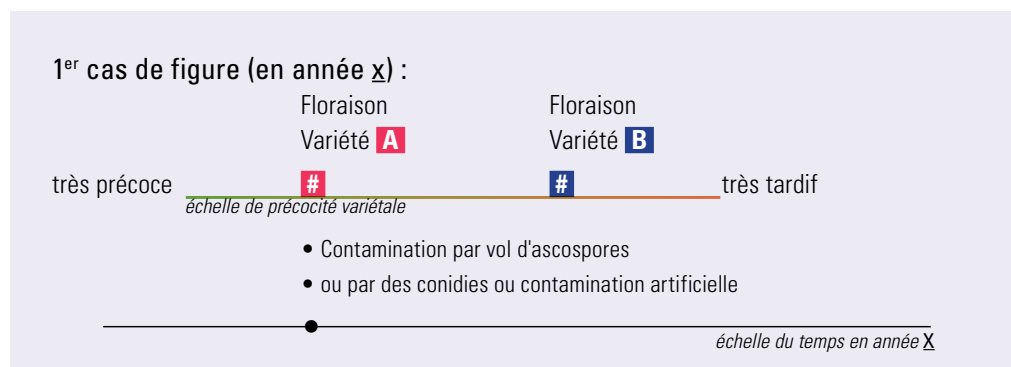 1er cas de figure (en année x) :
Floraison Floraison
Variété A Variété B
très précoce # # très tardif
échelle de précocité variétale
• Contamination par vol d'ascospores
• ou par des conidies ou contamination artificielle
échelle du temps en année X